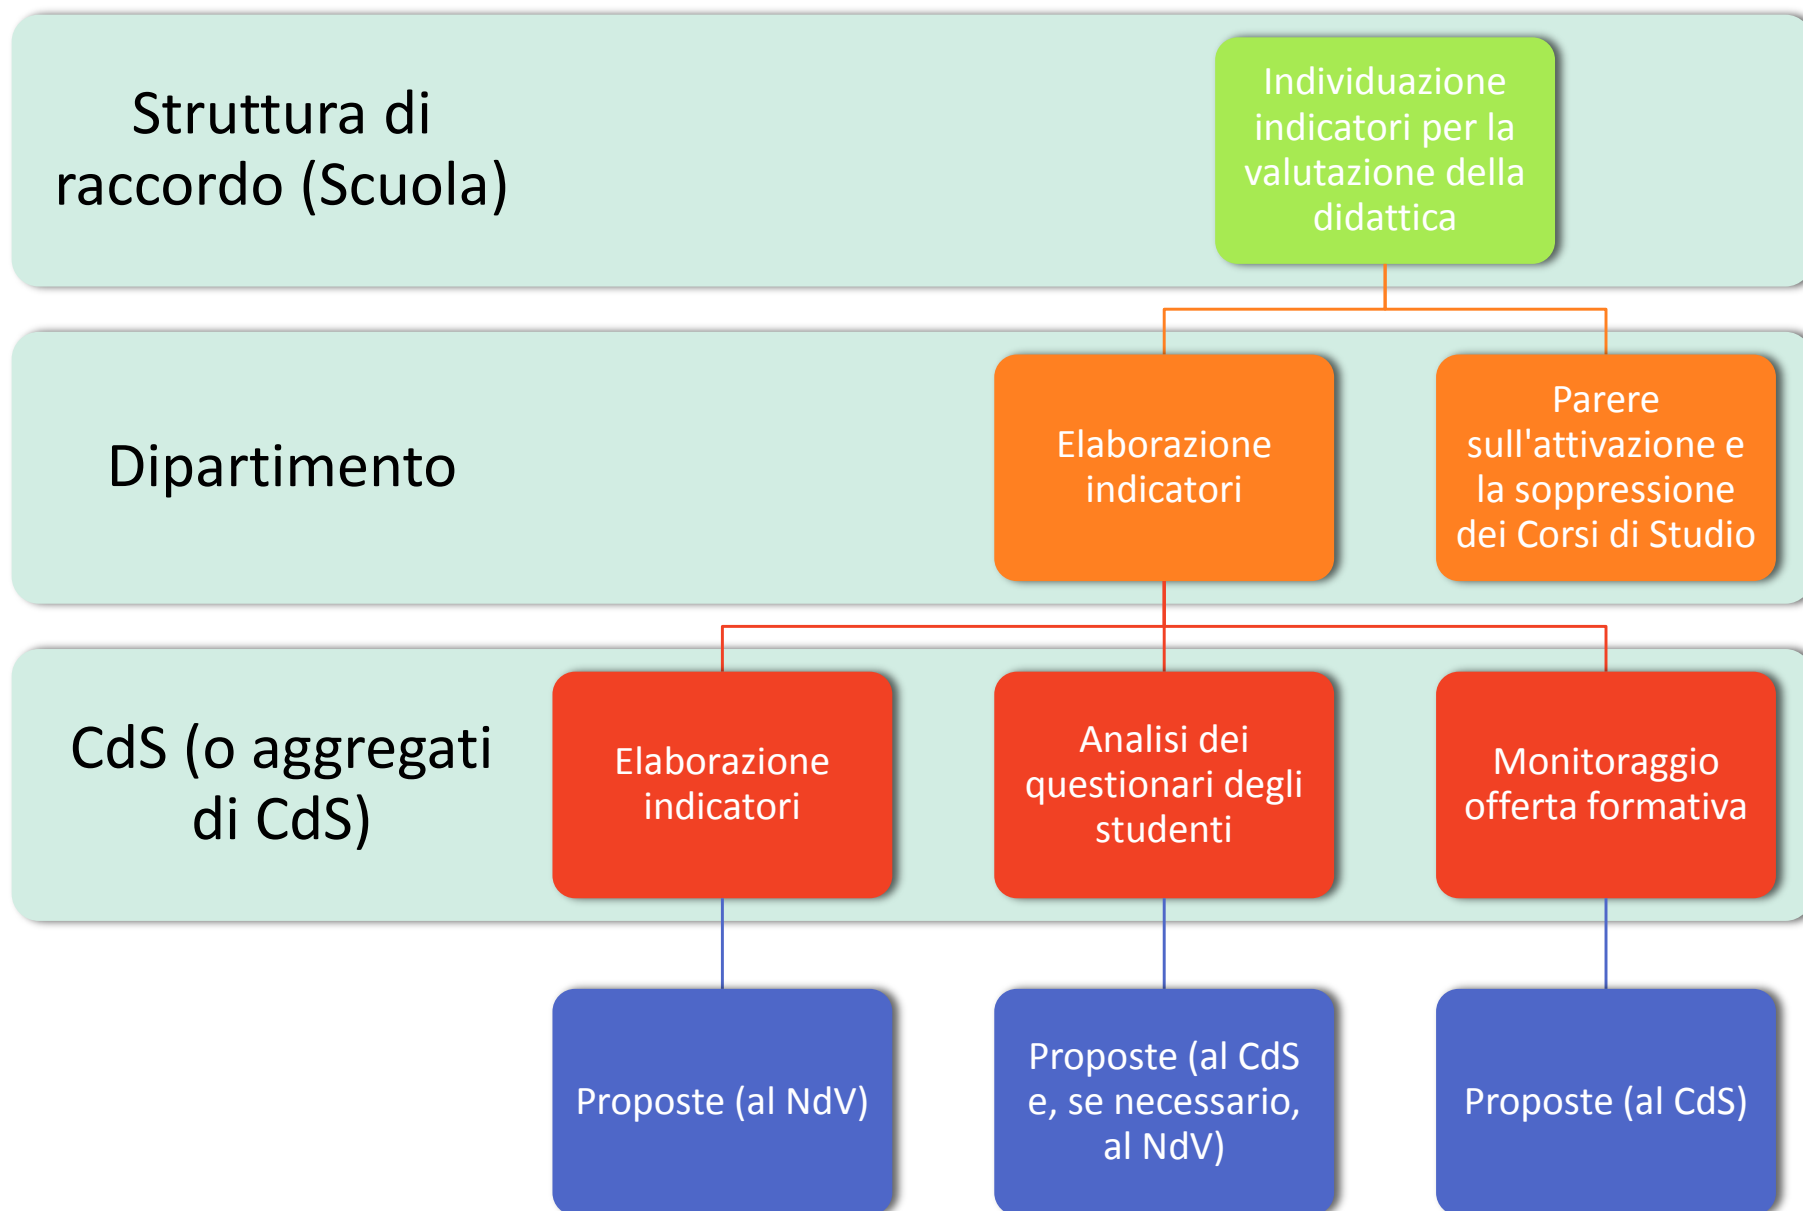 Struttura di
raccordo (Scuola)
Individuazione
indicatori per la
valutazione della
didattica
Dipartimento
Elaborazione
indicatori
Parere
sull'attivazione e
la soppressione
dei Corsi di Studio
CdS (o aggregati
di CdS)
Elaborazione
indicatori
Analisi dei
questionari degli
studenti
Monitoraggio
offerta formativa
Proposte (al NdV)
Proposte (al CdS
e, se necessario,
al NdV)
Proposte (al CdS)